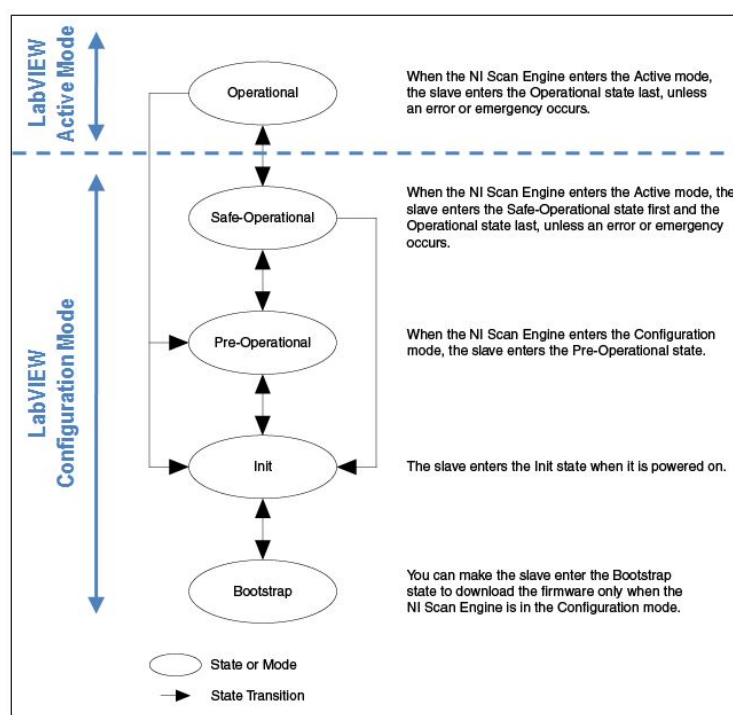 LabVIEW
Active Mode
Operational
When the NI Scan Engine enters the Active mode,
the slave enters the Operational state last, unless
an error or emergency occurs.
LabVIEW
Configuration Mode
Safe-Operational
When the NI Scan Engine enters the Active mode, the
slave enters the Safe-Operational state first and the
Operational state last, unless an error or emergency
occurs.
Pre-Operational
When the NI Scan Engine enters the Configuration
mode, the slave enters the Pre-Operational state.
Init
The slave enters the Init state when it is powered on.
Bootstrap
You can make the slave enter the Bootstrap
state to download the firmware only when the
NI Scan Engine is in the Configuration mode.
State or Mode
State Transition